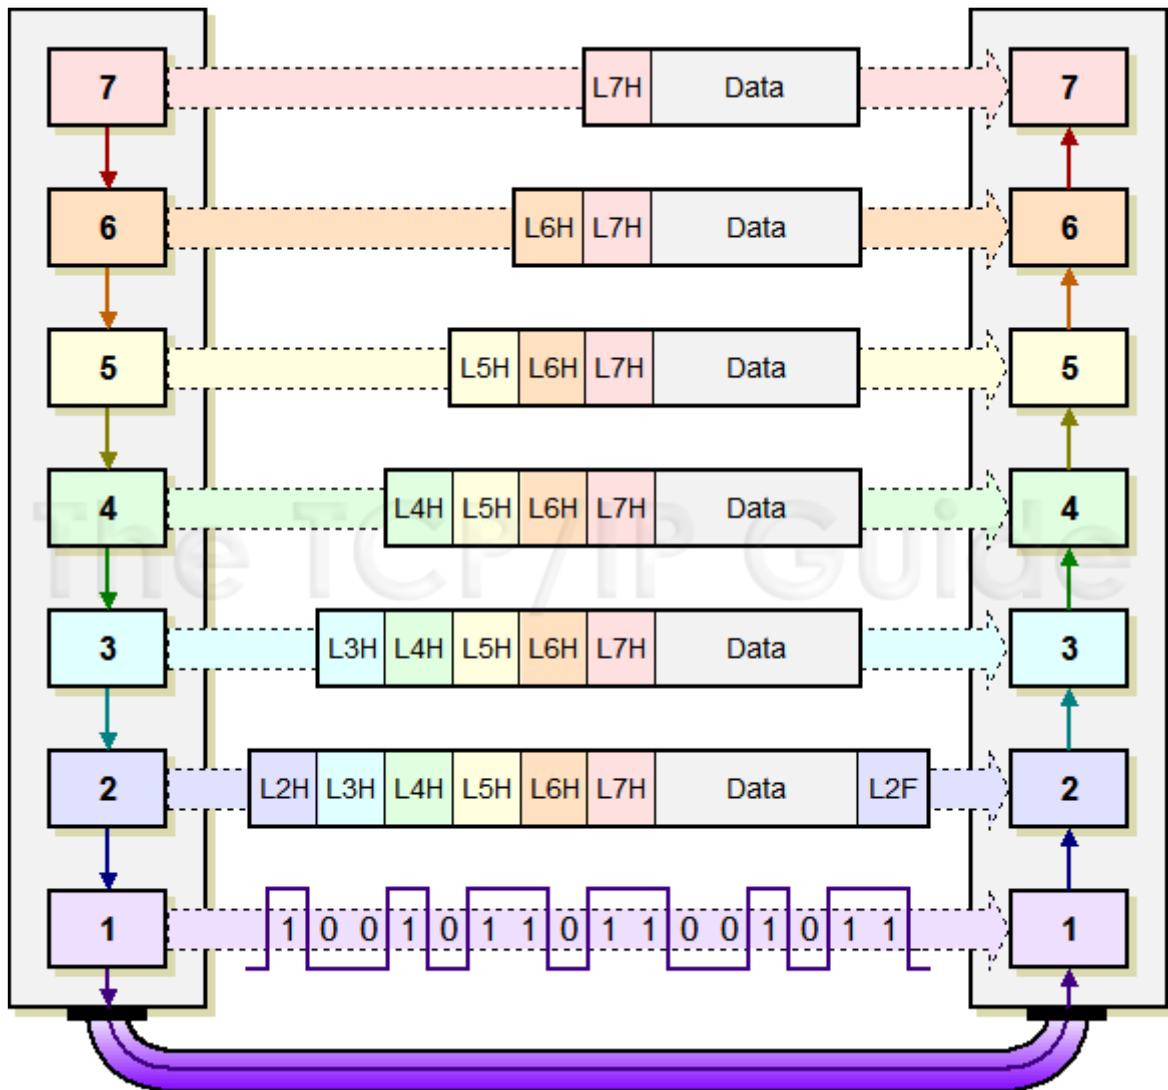 7 L7H Data 7
6 L6H L7H Data 6
5 L5H L6H L7H Data 5
4 L4H L5H L6H L7H Data 4
The TCP/IP Guide
3 L3H L4H L5H L6H L7H Data 3
2 L2H L3H L4H L5H L6H L7H Data L2F 2
1 1 0 0 1 0 1 1 0 1 1 0 0 1 0 1 1 1